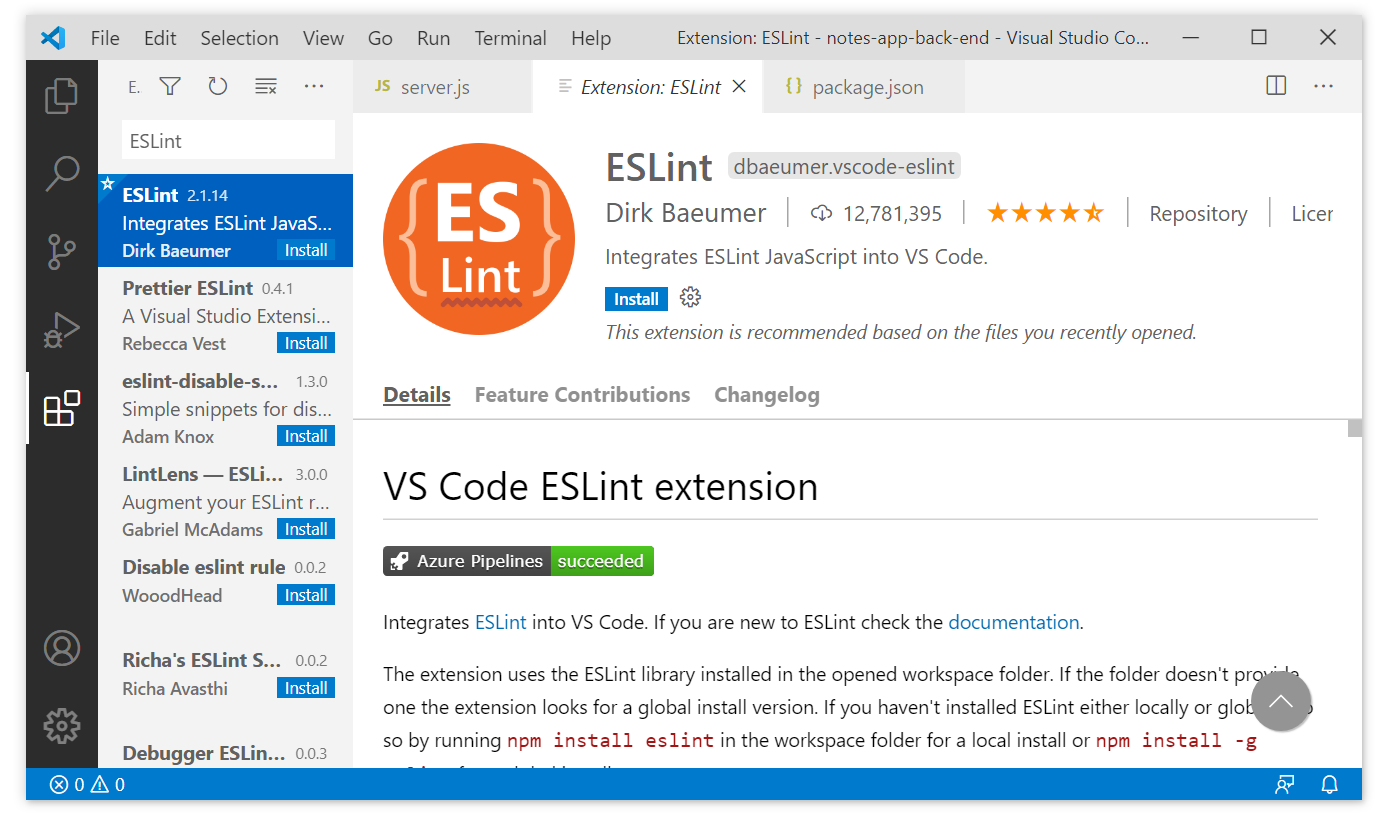 File Edit Selection View Go Run Terminal Help Extension: ESLint - notes-app-back-end - Visual Studio Co...
E.
JS server.js Extension: ESLint package.json
ESLint
ESLint 2.1.14
Integrates ESLint JavaS...
Dirk Baeumer Install
Prettier ESLint 0.4.1
A Visual Studio Extensi...
Rebecca Vest Install
eslint-disable-s... 1.3.0
Simple snippets for dis...
Adam Knox Install
LintLens — ESLi... 3.0.0
Augment your ESLint r...
Gabriel McAdams Install
Disable eslint rule 0.0.2
WooodHead Install
Richa's ESLint S... 0.0.2
Richa Avasthi Install
Debugger ESLin... 0.0.3
{ES}
Lint
ESLint dbaeumer.vscode-eslint
Dirk Baeumer 12,781,395 Repository Licer
Integrates ESLint JavaScript into VS Code.
Install
This extension is recommended based on the files you recently opened.
Details Feature Contributions Changelog
VS Code ESLint extension
Azure Pipelines succeeded
Integrates ESLint into VS Code. If you are new to ESLint check the documentation.
The extension uses the ESLint library installed in the opened workspace folder. If the folder doesn't provide
one the extension looks for a global install version. If you haven't installed ESLint either locally or
so by running npm install eslint in the workspace folder for a local install or npm install -g
0 0